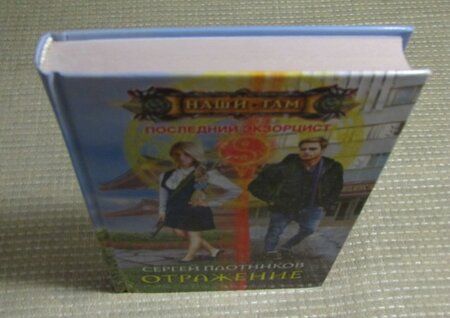 НАШИ ТАМ
ПОСЛЕДНИЙ ЭКЗОРЦИСТ
СЕРГЕЙ ПЛОТНИКОВ
ОТРАЖЕНИЕ